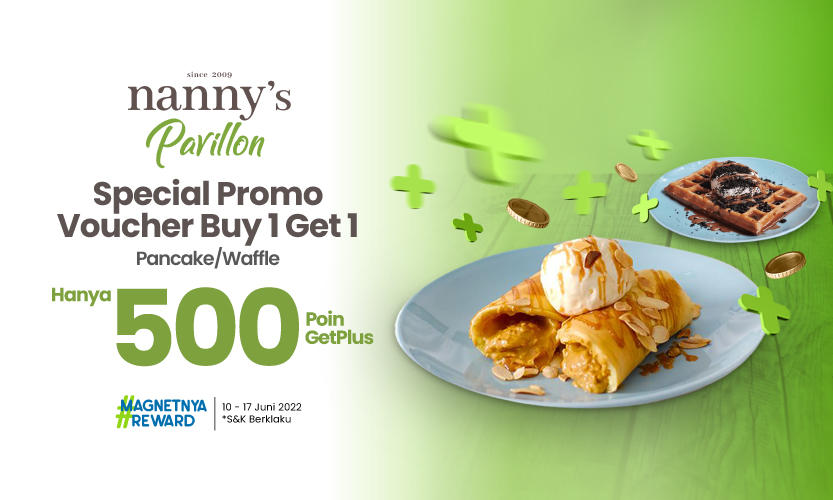 since 2009
nanny's
Pavillon
Special Promo
Voucher Buy 1 Get 1
Pancake/Waffle
Hanya 500 Poin GetPlus
#MAGNETNYA REWARD
10 - 17 Juni 2022
*S&K Berklaku